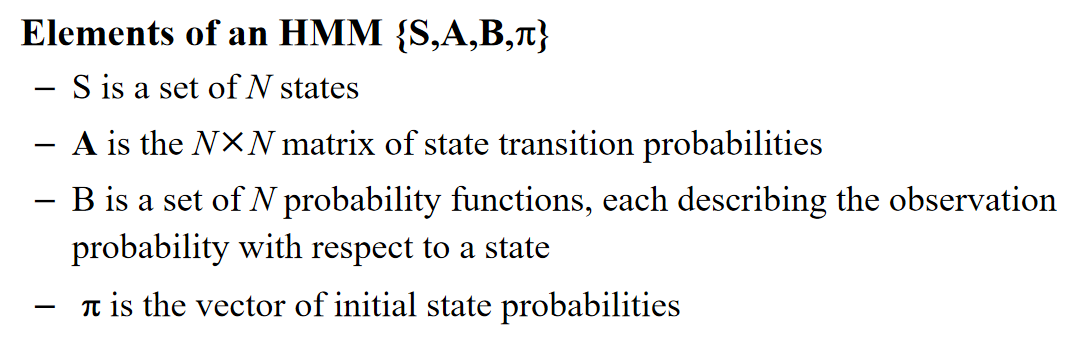 Elements of an HMM {S,A,B,π}
– S is a set of N states
– A is the N×N matrix of state transition probabilities
– B is a set of N probability functions, each describing the observation
probability with respect to a state
– π is the vector of initial state probabilities